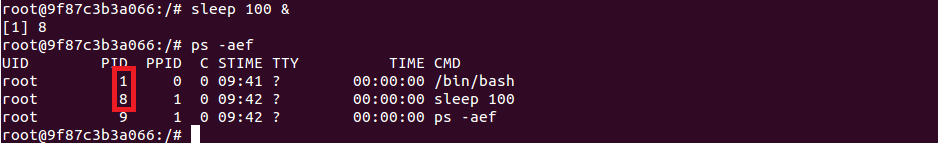 root@9f87c3b3a066:/# sleep 100 &
[1] 8
root@9f87c3b3a066:/# ps -aef
UID        PID  PPID  C STIME TTY          TIME CMD
root         1     0  0 09:41 ?        00:00:00 /bin/bash
root         8     1  0 09:42 ?        00:00:00 sleep 100
root         9     1  0 09:42 ?        00:00:00 ps -aef
root@9f87c3b3a066:/#